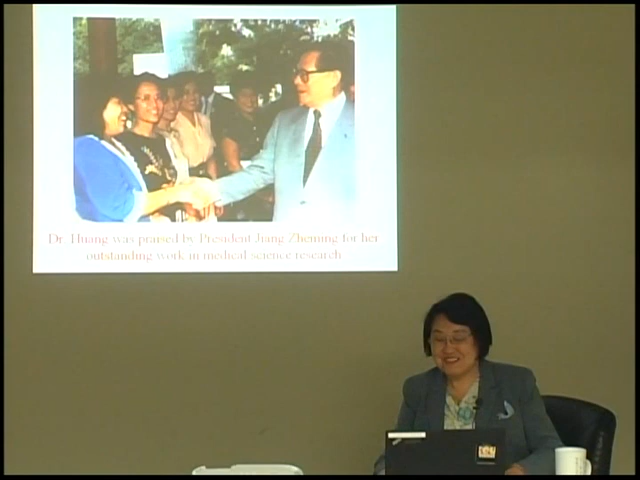 Dr. Huang was praised by President Jiang Zheming for her
outstanding work in medical science research